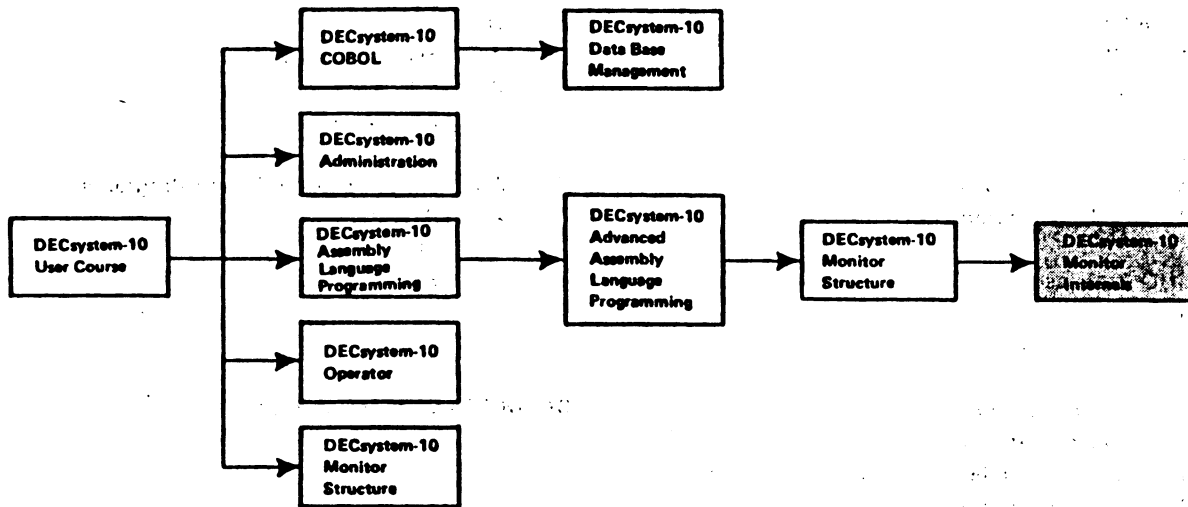 DECsystem-10
COBOL
DECsystem-10
Data Base
Management
DECsystem-10
Administration
DECsystem-10
User Course
DECsystem-10
Assembly
Language
Programming
DECsystem-10
Advanced
Assembly
Language
Programming
DECsystem-10
Monitor
Structure
DECsystem-10
Monitor
Internals
DECsystem-10
Operator
DECsystem-10
Monitor
Structure